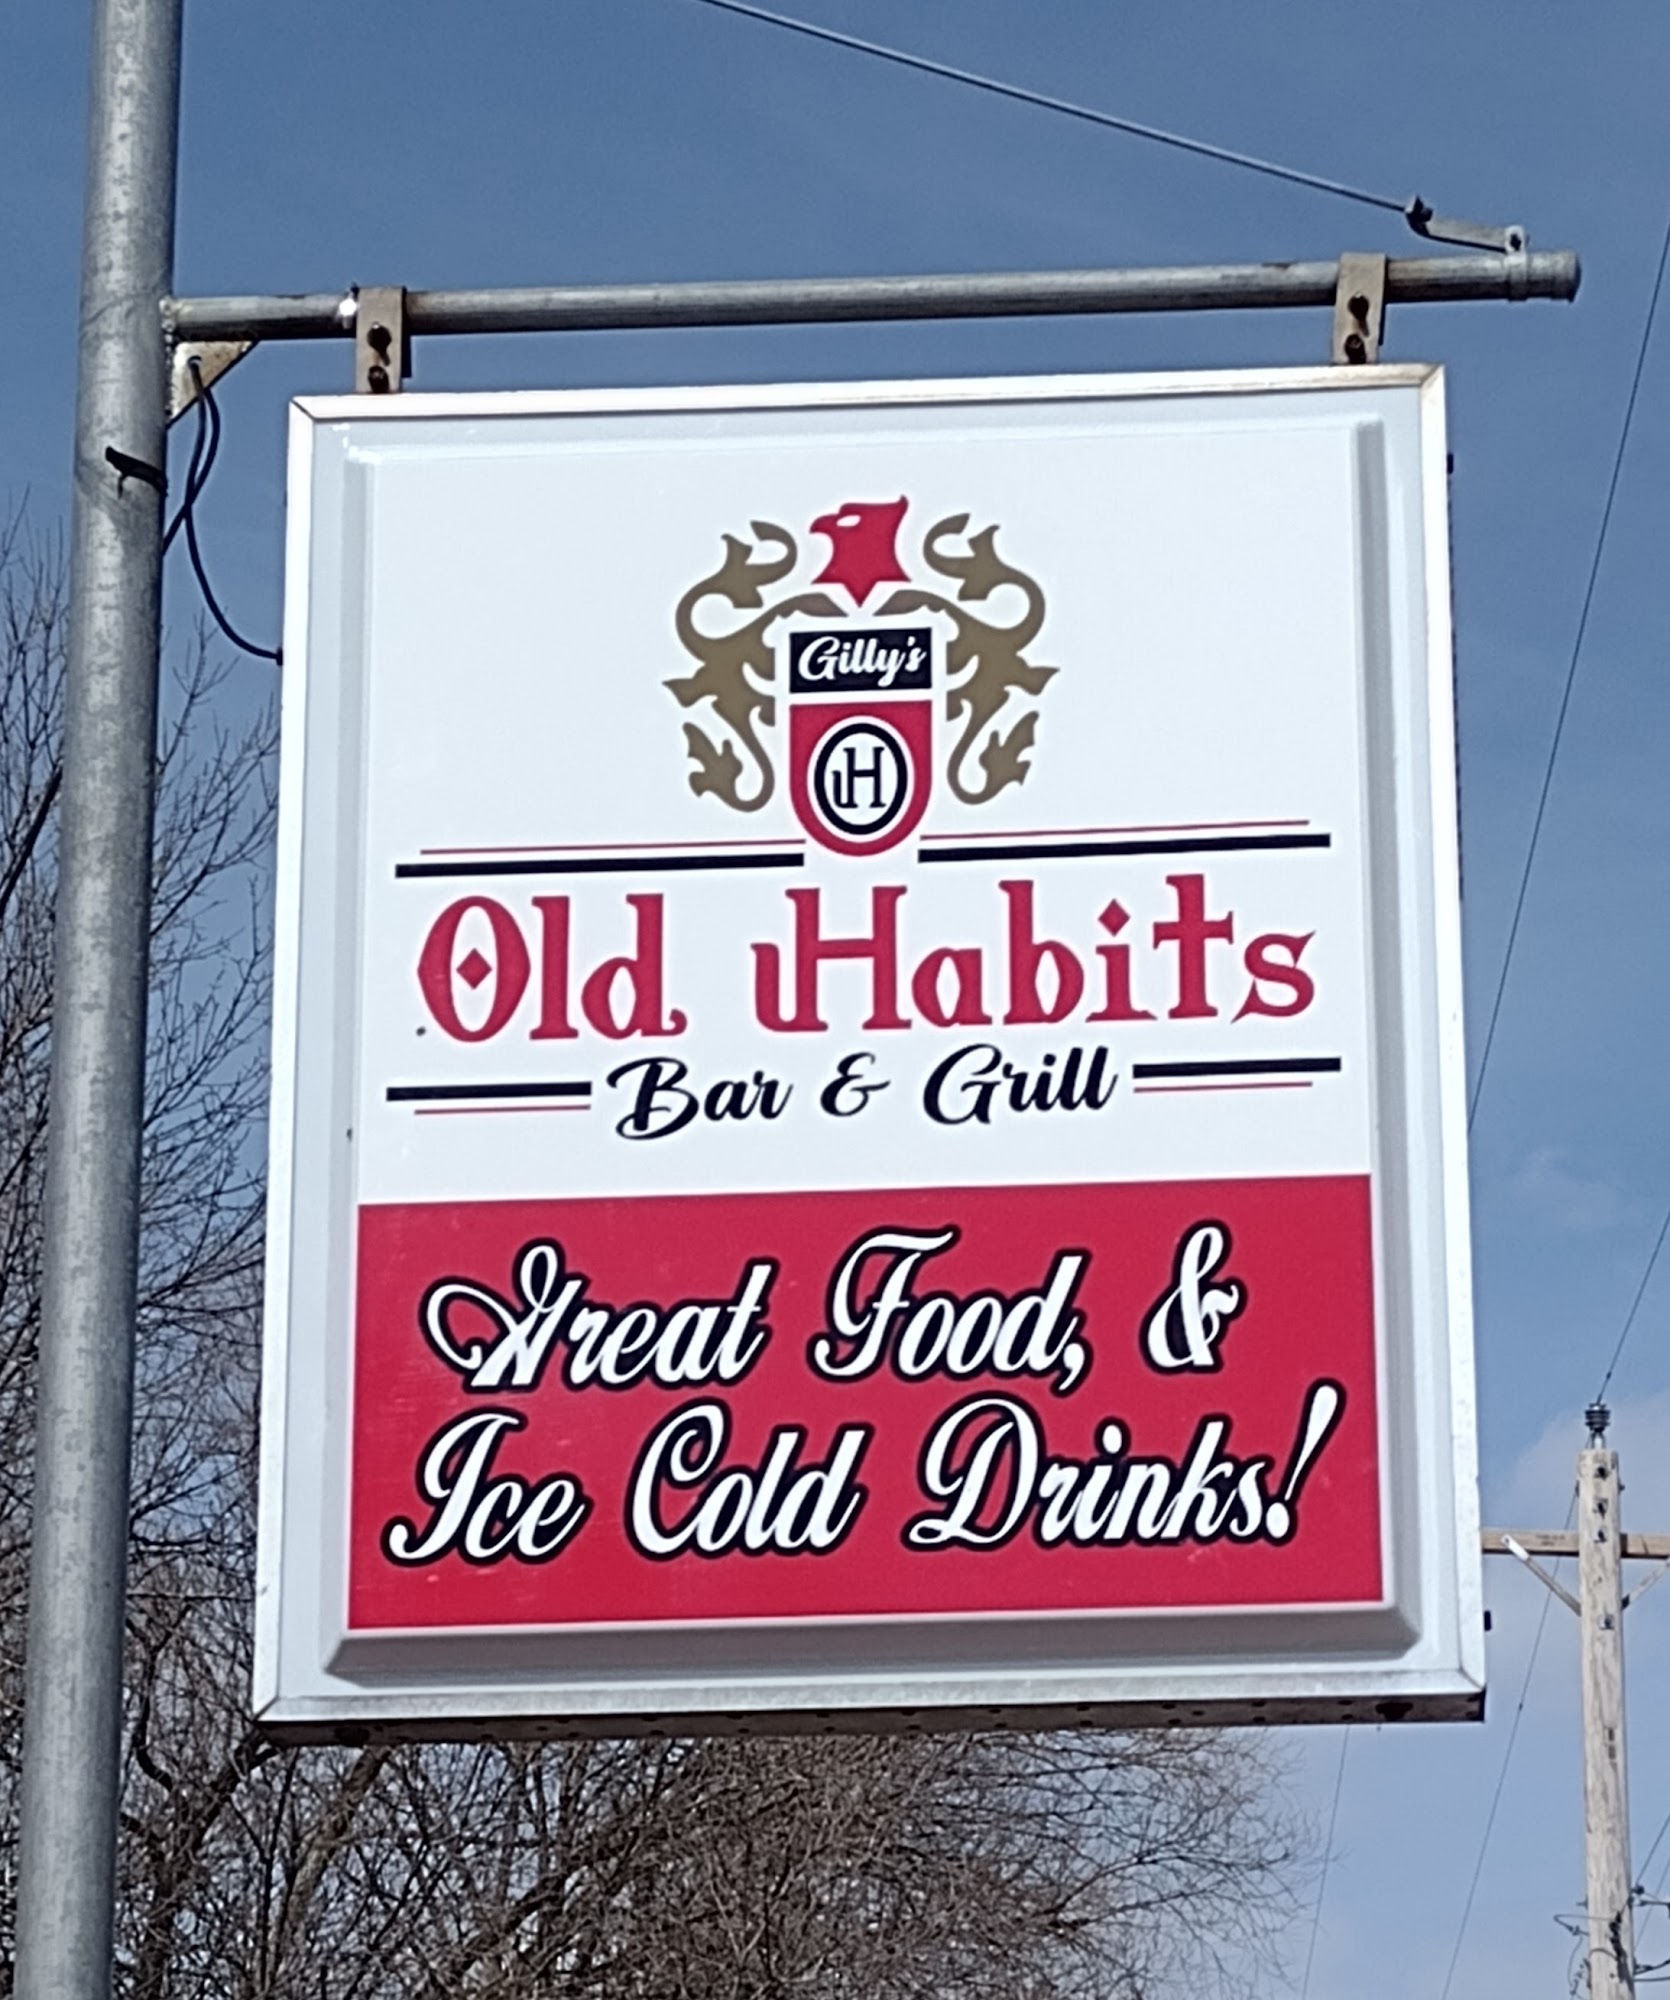 Gilly's
OH
Old Habits
Bar & Grill
Great Food, &
Ice Cold Drinks!